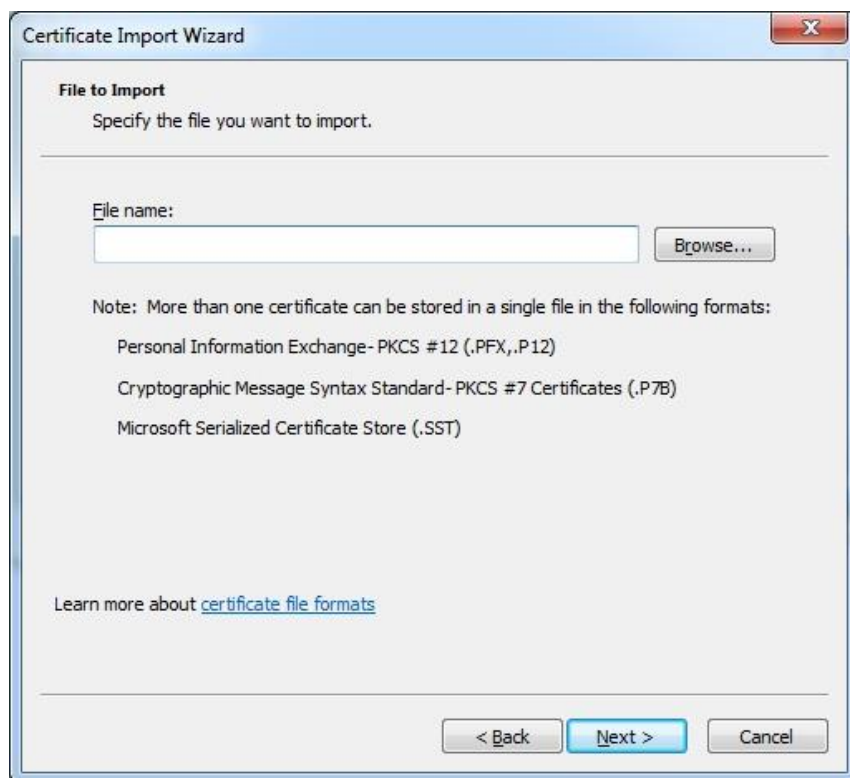 Certificate Import Wizard
File to Import
Specify the file you want to import.
File name:
Browse...
Note: More than one certificate can be stored in a single file in the following formats:
Personal Information Exchange- PKCS #12 (.PFX,.P12)
Cryptographic Message Syntax Standard- PKCS #7 Certificates (.P7B)
Microsoft Serialized Certificate Store (.SST)
Learn more about certificate file formats
< Back
Next >
Cancel